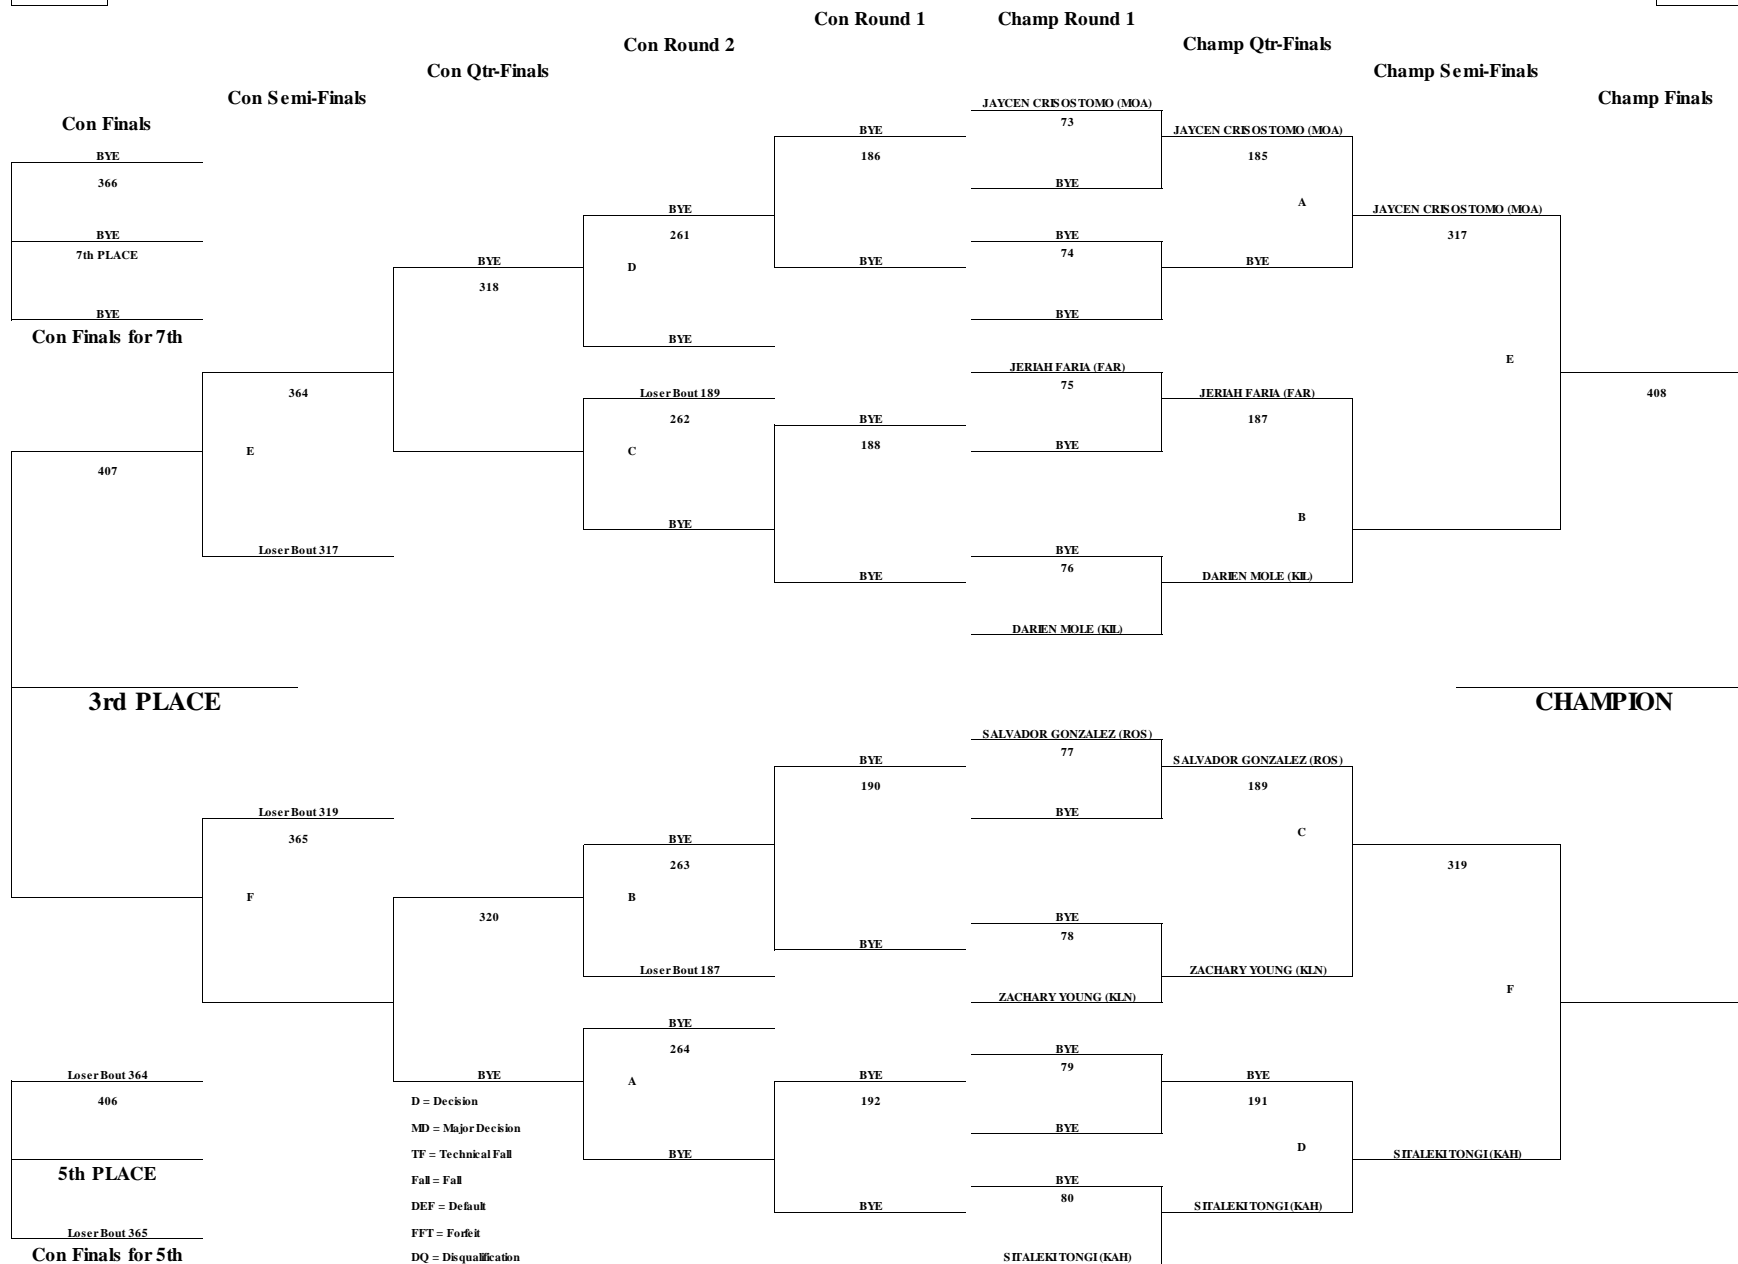 Con Round 1
Champ Round 1
Con Round 2
Champ Qtr-Finals
Con Qtr-Finals
Champ Semi-Finals
Con Semi-Finals
Champ Finals
Con Finals
JAYCEN CRISOSTOMO (MOA)
73
BYE
JAYCEN CRISOSTOMO (MOA)
BYE
186
185
BYE
366
BYE
A
BYE
JAYCEN CRISOSTOMO (MOA)
BYE
7th PLACE
261
BYE
74
317
BYE
318
D
BYE
BYE
BYE
BYE
Con Finals for 7th
BYE
JERIAH FARIA (FAR)
75
E
364
Loser Bout 189
JERIAH FARIA (FAR)
408
262
BYE
187
188
E
C
BYE
407
BYE
B
Loser Bout 317
BYE
76
BYE
DARIEN MOLE (KIL)
DARIEN MOLE (KIL)
3rd PLACE
CHAMPION
SALVADOR GONZALEZ (ROS)
77
BYE
SALVADOR GONZALEZ (ROS)
190
189
Loser Bout 319
BYE
365
BYE
C
263
319
F
B
320
BYE
78
BYE
Loser Bout 187
ZACHARY YOUNG (KLN)
ZACHARY YOUNG (KLN)
F
BYE
264
BYE
79
Loser Bout 364
BYE
A
BYE
BYE
406
D = Decision
192
191
MD = Major Decision
BYE
D
TF = Technical Fall
BYE
SITALEKI TONGI (KAH)
5th PLACE
Fall = Fall
BYE
80
DEF = Default
BYE
SITALEKI TONGI (KAH)
Loser Bout 365
FFT = Forfeit
Con Finals for 5th
DQ = Disqualification
SITALEKI TONGI (KAH)